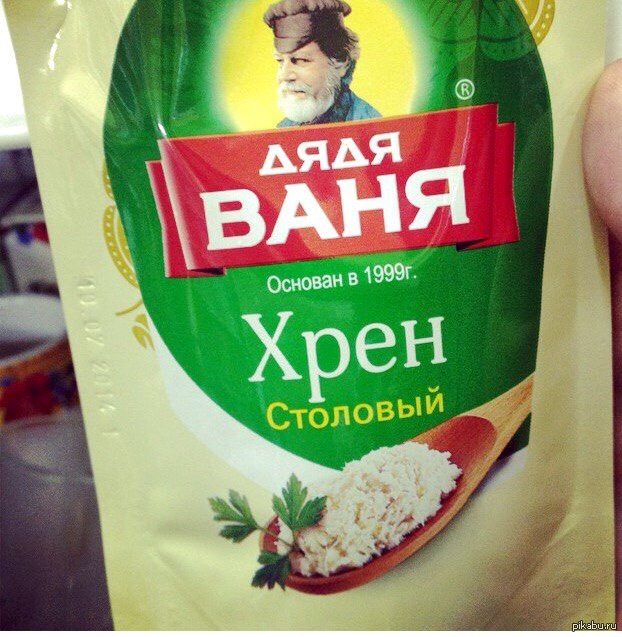 ®
ДЯДЯ
ВАНЯ
Основан в 1999г.
Хрен
Столовый
pikabu.ru